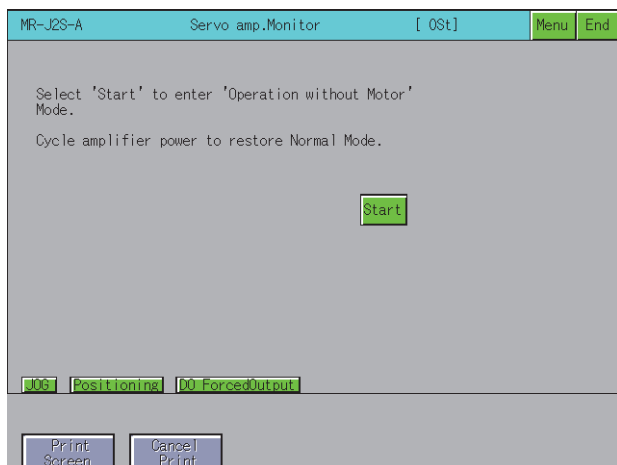 MR-J2S-A Servo amp.Monitor [ OSt] Menu End
Select 'Start' to enter 'Operation without Motor'
Mode.
Cycle amplifier power to restore Normal Mode.
Start
JOG Positioning DO ForcedOutput
Print Cancel
Screen Print